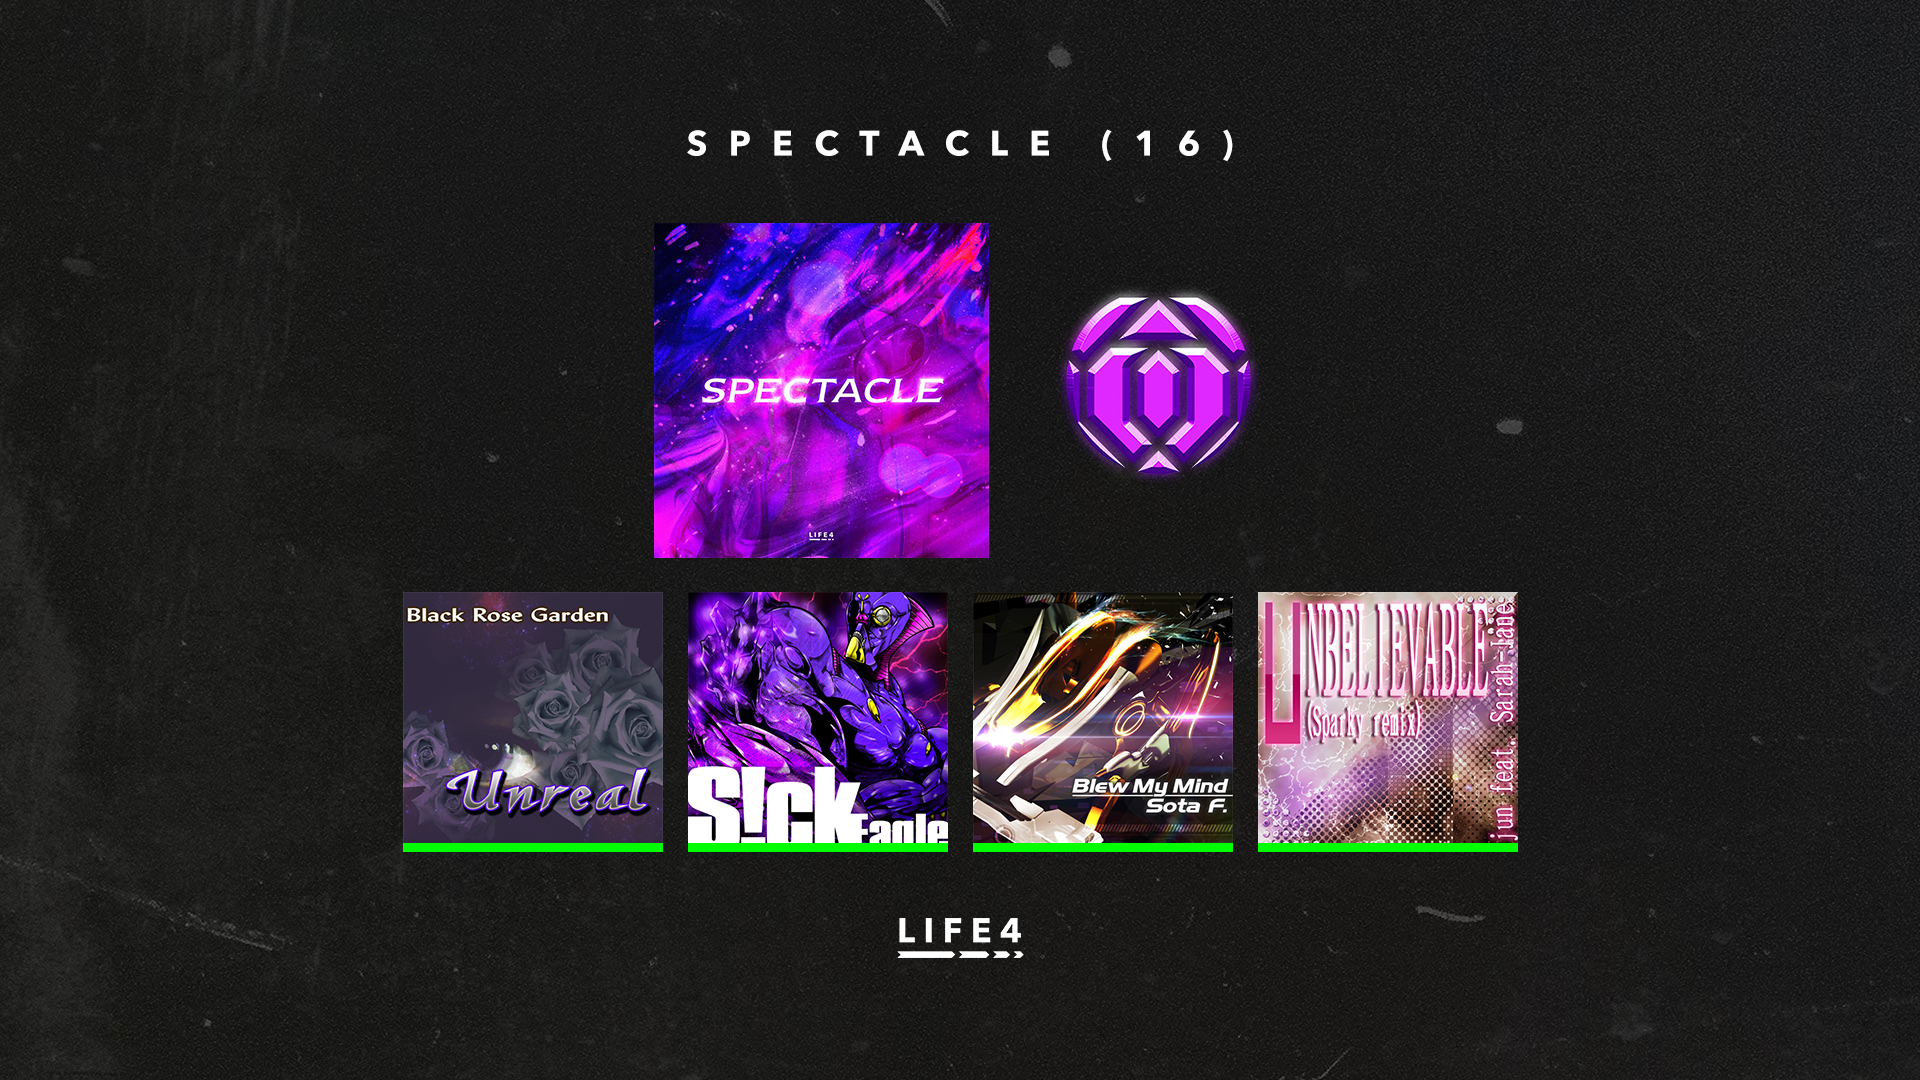 SPECTACLE (16)
SPECTACLE
LIFE4
Black Rose Garden
Unreal
S!ck
Eagle
Blew My Mind
Sota F.
UNBELIEVABLE
(Sparky remix)
jun feat. Sarah-Jane
LIFE4